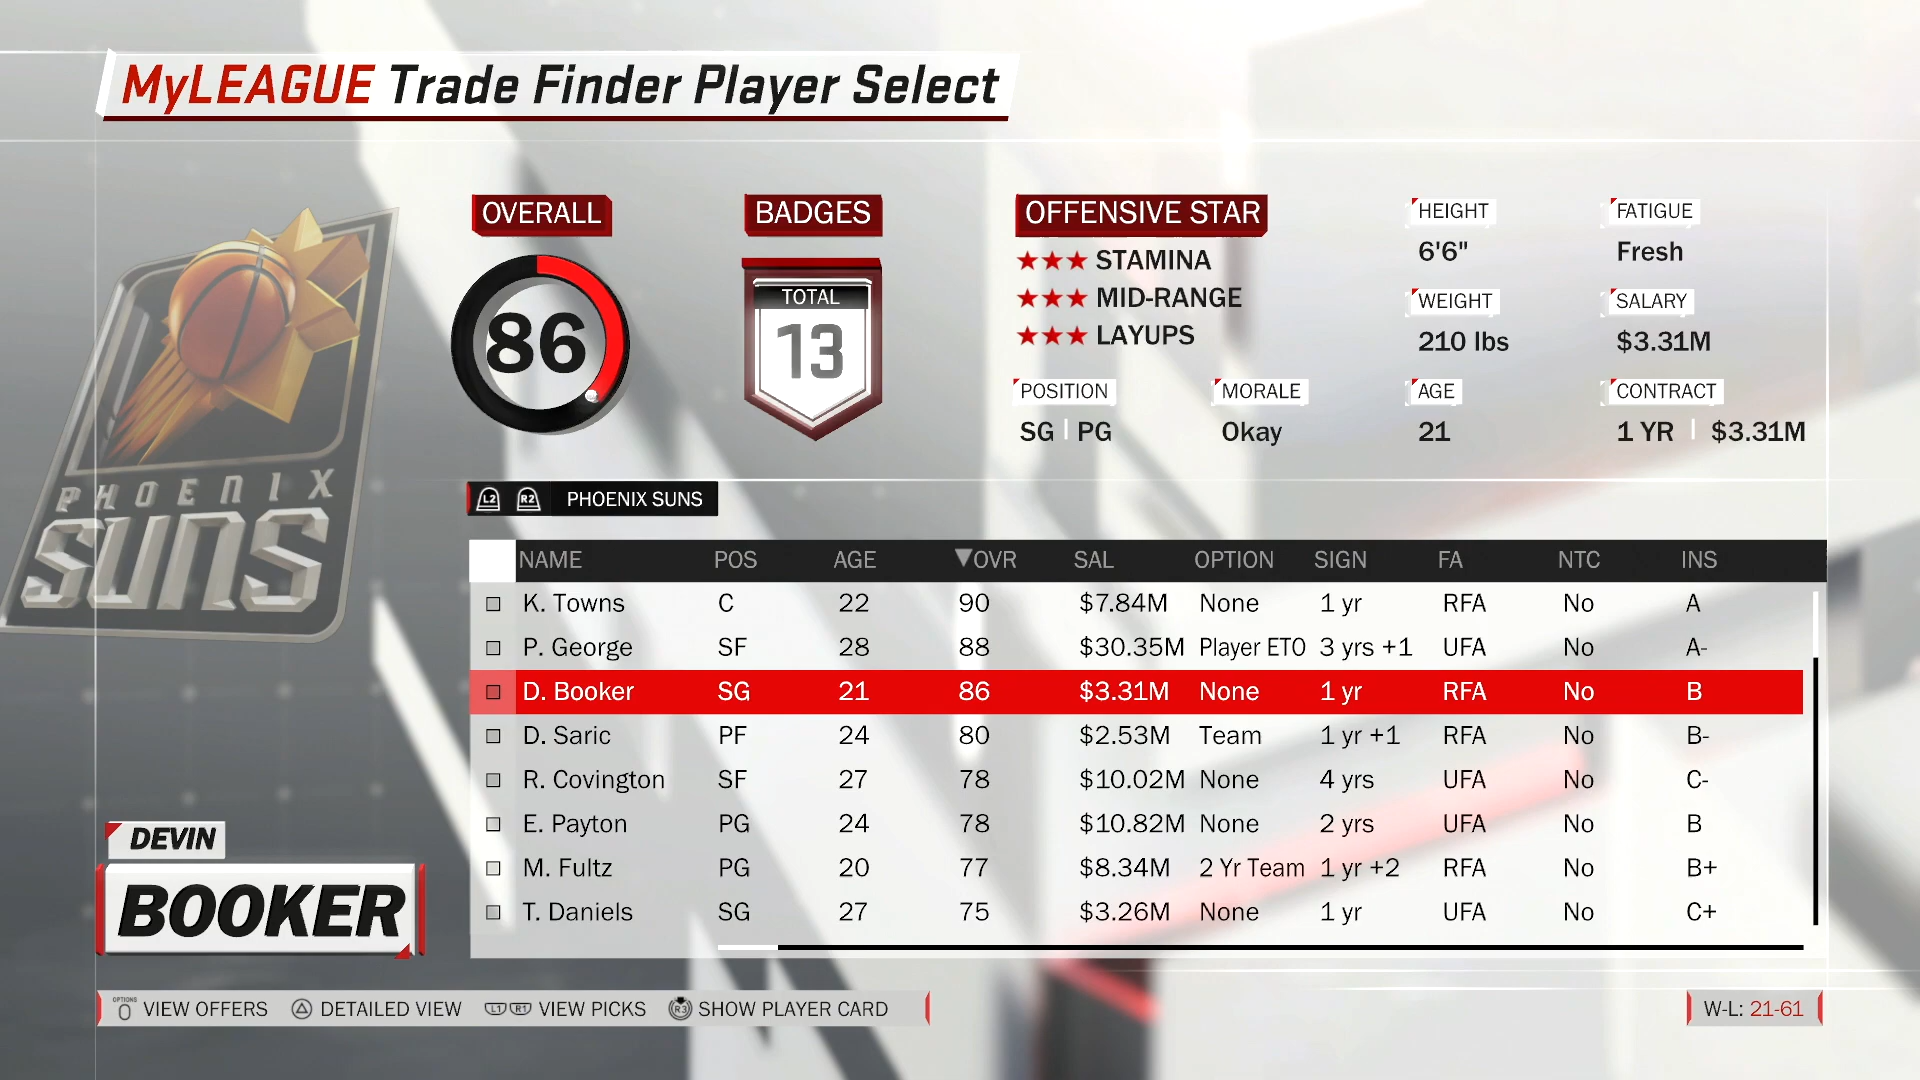 MyLEAGUE Trade Finder Player Select
OVERALL
86
BADGES
TOTAL
13
OFFENSIVE STAR
★★★ STAMINA
★★★ MID-RANGE
★★★ LAYUPS
POSITION
SG | PG
MORALE
Okay
HEIGHT
6'6"
WEIGHT
210 lbs
AGE
21
FATIGUE
Fresh
SALARY
$3.31M
CONTRACT
1 YR | $3.31M
PHOENIX
SUNS
L2 R2 PHOENIX SUNS
NAME POS AGE ▼OVR SAL OPTION SIGN FA NTC INS
K. Towns C 22 90 $7.84M None 1 yr RFA No A
P. George SF 28 88 $30.35M Player ETO 3 yrs +1 UFA No A-
D. Booker SG 21 86 $3.31M None 1 yr RFA No B
D. Saric PF 24 80 $2.53M Team 1 yr +1 RFA No B-
R. Covington SF 27 78 $10.02M None 4 yrs UFA No C-
E. Payton PG 24 78 $10.82M None 2 yrs UFA No B
M. Fultz PG 20 77 $8.34M 2 Yr Team 1 yr +2 RFA No B+
T. Daniels SG 27 75 $3.26M None 1 yr UFA No C+
DEVIN
BOOKER
OPTIONS VIEW OFFERS DETAILED VIEW L1 R1 VIEW PICKS R3 SHOW PLAYER CARD
W-L: 21-61